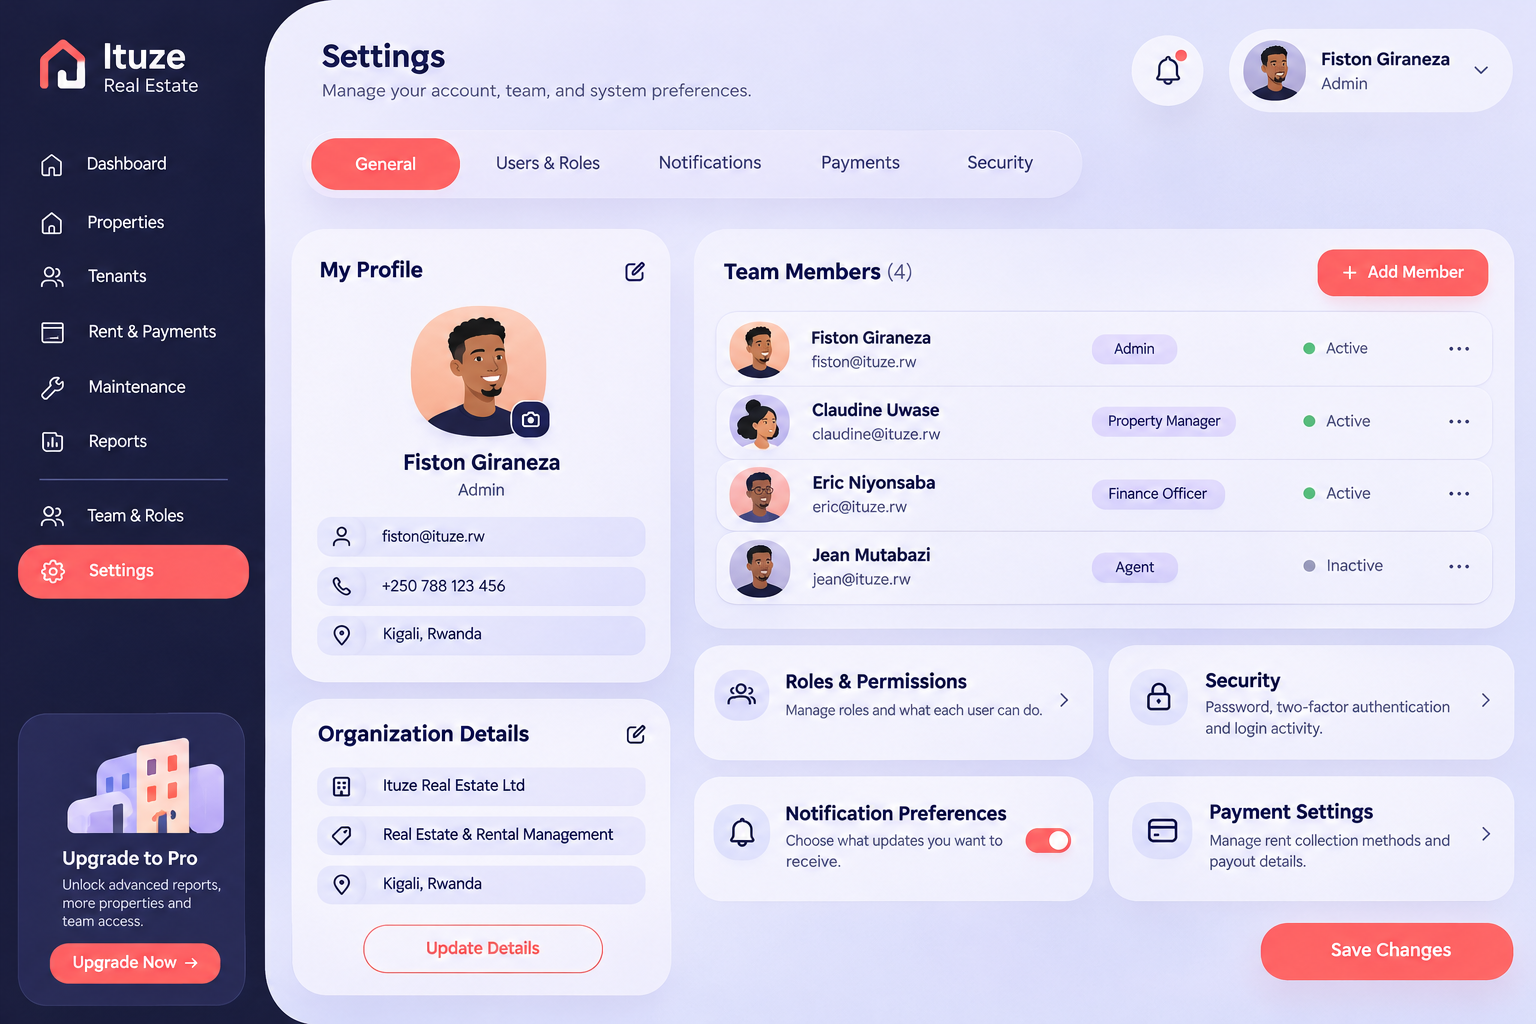 Ituze
Real Estate
Dashboard
Properties
Tenants
Rent & Payments
Maintenance
Reports
Team & Roles
Settings
Upgrade to Pro
Unlock advanced reports,
more properties and
team access.
Upgrade Now →
Settings
Manage your account, team, and system preferences.
Fiston Giraneza
Admin
General
Users & Roles
Notifications
Payments
Security
My Profile
Fiston Giraneza
Admin
fiston@ituze.rw
+250 788 123 456
Kigali, Rwanda
Organization Details
Ituze Real Estate Ltd
Real Estate & Rental Management
Kigali, Rwanda
Update Details
Team Members (4)
+ Add Member
Fiston Giraneza
fiston@ituze.rw
Admin
Active
Claudine Uwase
claudine@ituze.rw
Property Manager
Active
Eric Niyonsaba
eric@ituze.rw
Finance Officer
Active
Jean Mutabazi
jean@ituze.rw
Agent
Inactive
Roles & Permissions
Manage roles and what each user can do.
Security
Password, two-factor authentication
and login activity.
Notification Preferences
Choose what updates you want to
receive.
Payment Settings
Manage rent collection methods and
payout details.
Save Changes